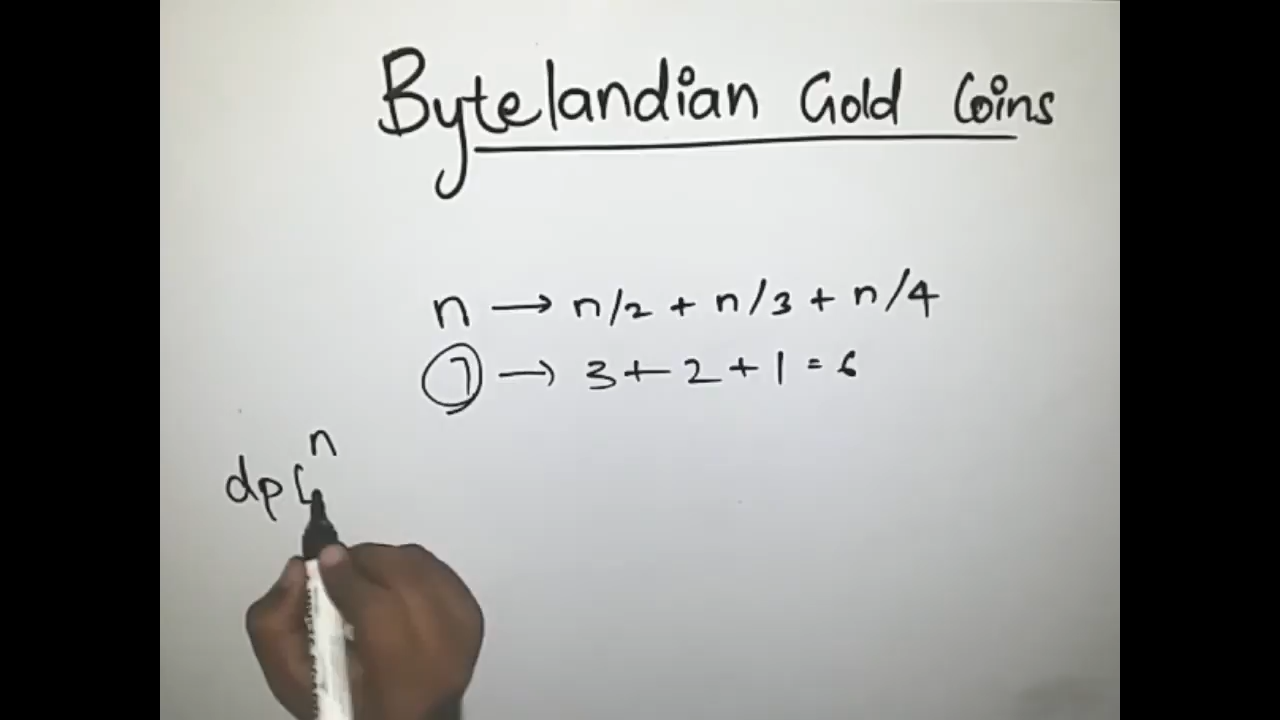 Bytelandian Gold Coins
n → n/2 + n/3 + n/4
7 → 3+2+1 = 6
n
dp[